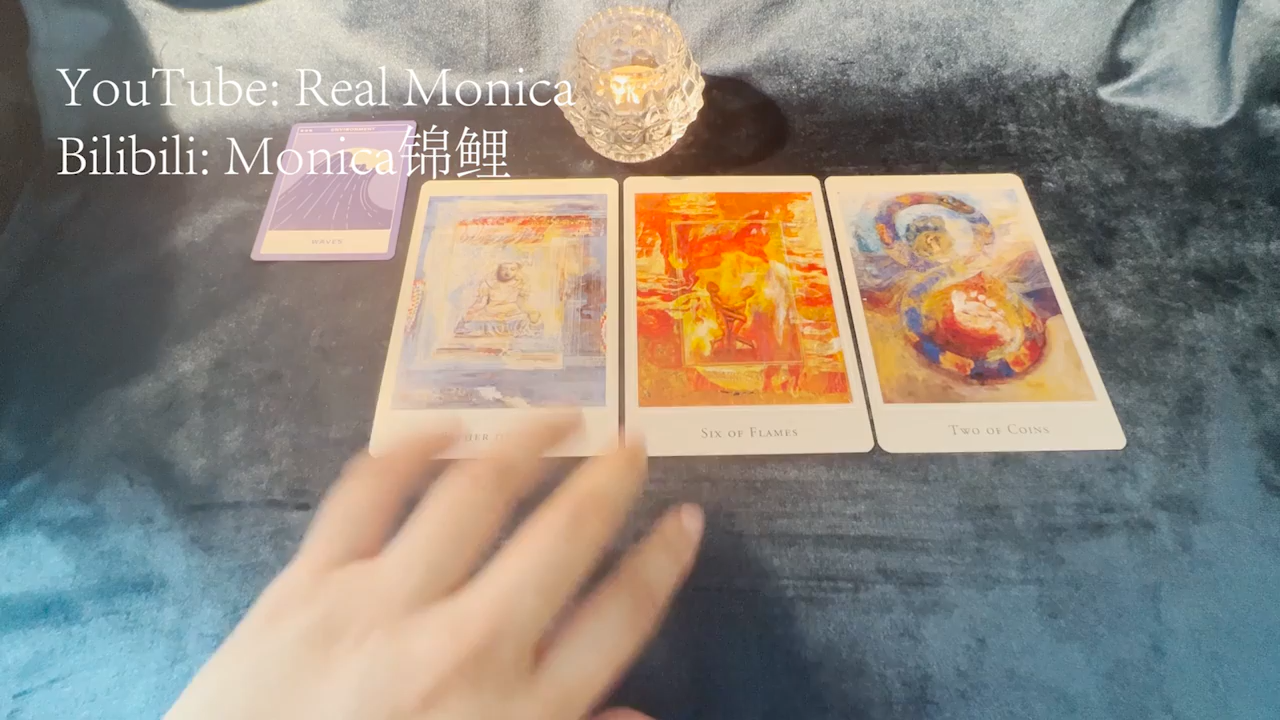 YouTube: Real Monica
Bilibili: Monica锦鲤
WAVES
SIX OF FLAMES
TWO OF COINS